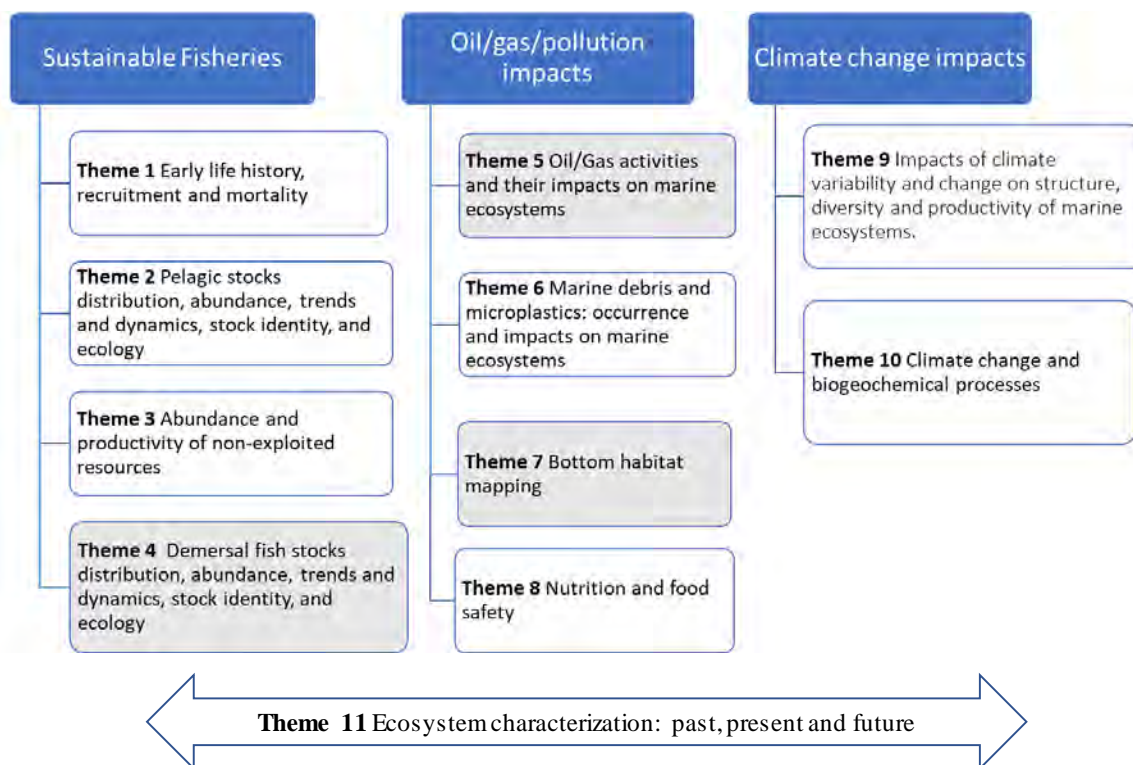 Sustainable Fisheries
Theme 1 Early life history,
recruitment and mortality
Theme 2 Pelagic stocks
distribution, abundance, trends
and dynamics, stock identity, and
ecology
Theme 3 Abundance and
productivity of non-exploited
resources
Theme 4 Demersal fish stocks
distribution, abundance, trends and
dynamics, stock identity, and
ecology
Oil/gas/pollution
impacts
Theme 5 Oil/Gas activities
and their impacts on marine
ecosystems
Theme 6 Marine debris and
microplastics: occurrence
and impacts on marine
ecosystems
Theme 7 Bottom habitat
mapping
Theme 8 Nutrition and food
safety
Climate change impacts
Theme 9 Impacts of climate
variability and change on structure,
diversity and productivity of marine
ecosystems.
Theme 10 Climate change and
biogeochemical processes
Theme 11 Ecosystem characterization: past, present and future